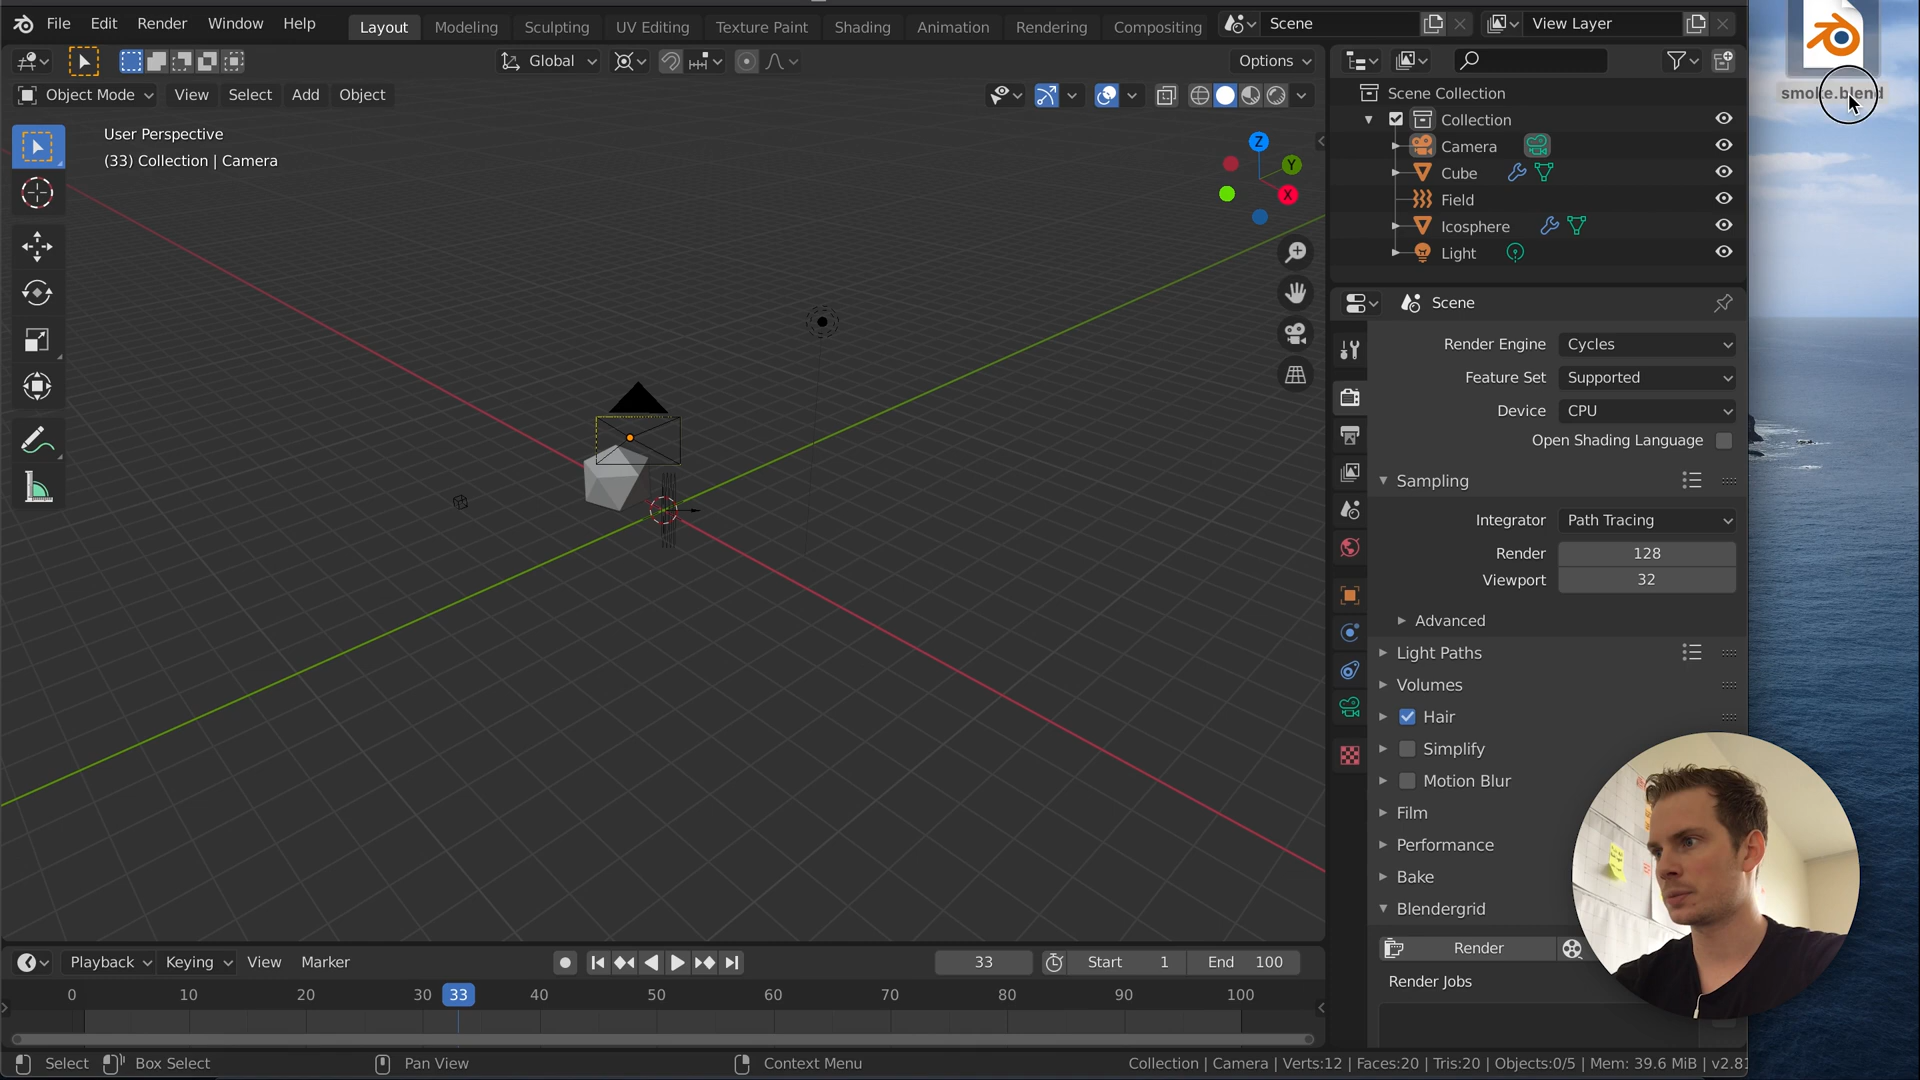 File Edit Render Window Help
Layout Modeling Sculpting UV Editing Texture Paint Shading Animation Rendering Compositing
Scene
View Layer
Global
Options
Object Mode View Select Add Object
User Perspective
(33) Collection | Camera
Z
Y
X
smoke.blend
Scene Collection
Collection
Camera
Cube
Field
Icosphere
Light
Scene
Render Engine Cycles
Feature Set Supported
Device CPU
Open Shading Language
Sampling
Integrator Path Tracing
Render 128
Viewport 32
Advanced
Light Paths
Volumes
Hair
Simplify
Motion Blur
Film
Performance
Bake
Blendergrid
Render
Render Jobs
Playback Keying View Marker
33 Start 1 End 100
0 10 20 30 33 40 50 60 70 80 90 100
Select Box Select Pan View Context Menu
Collection | Camera | Verts:12 | Faces:20 | Tris:20 | Objects:0/5 | Mem: 39.6 MiB | v2.81